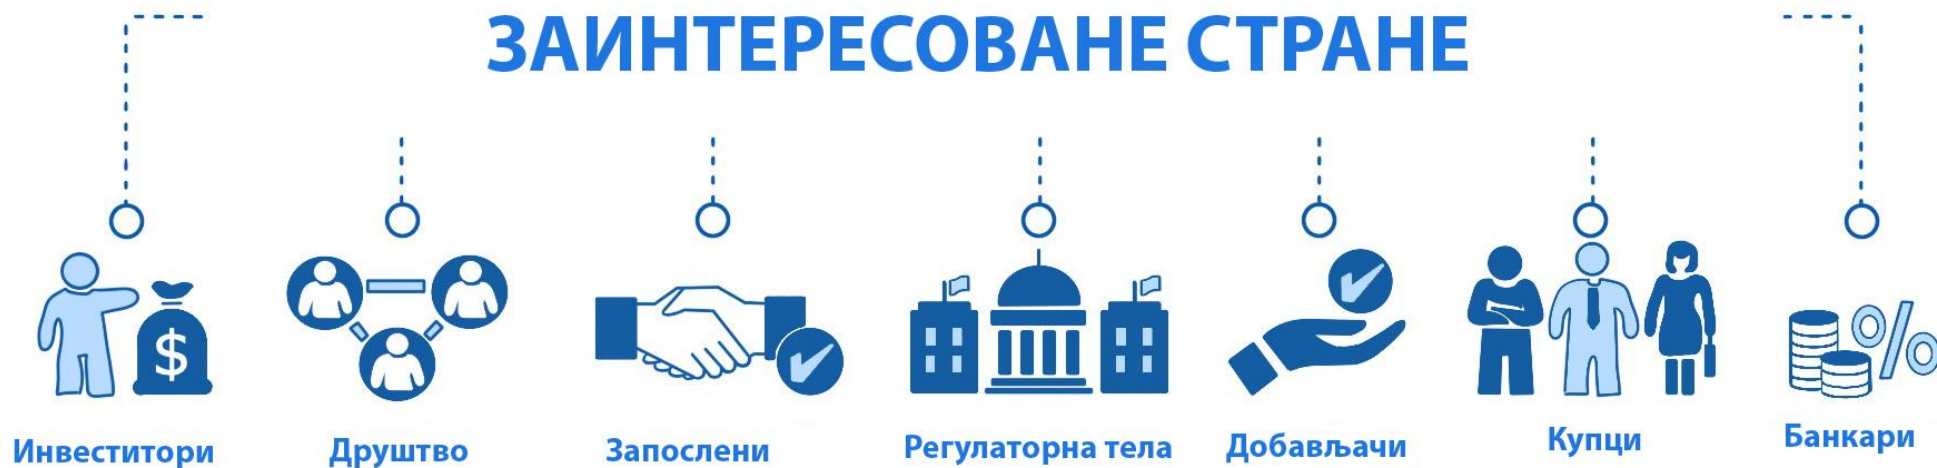 ЗАИНТЕРЕСОВАНЕ СТРАНЕ
$
%
Инвеститори
Друштво
Запослени
Регулаторна тела
Добављачи
Купци
Банкари